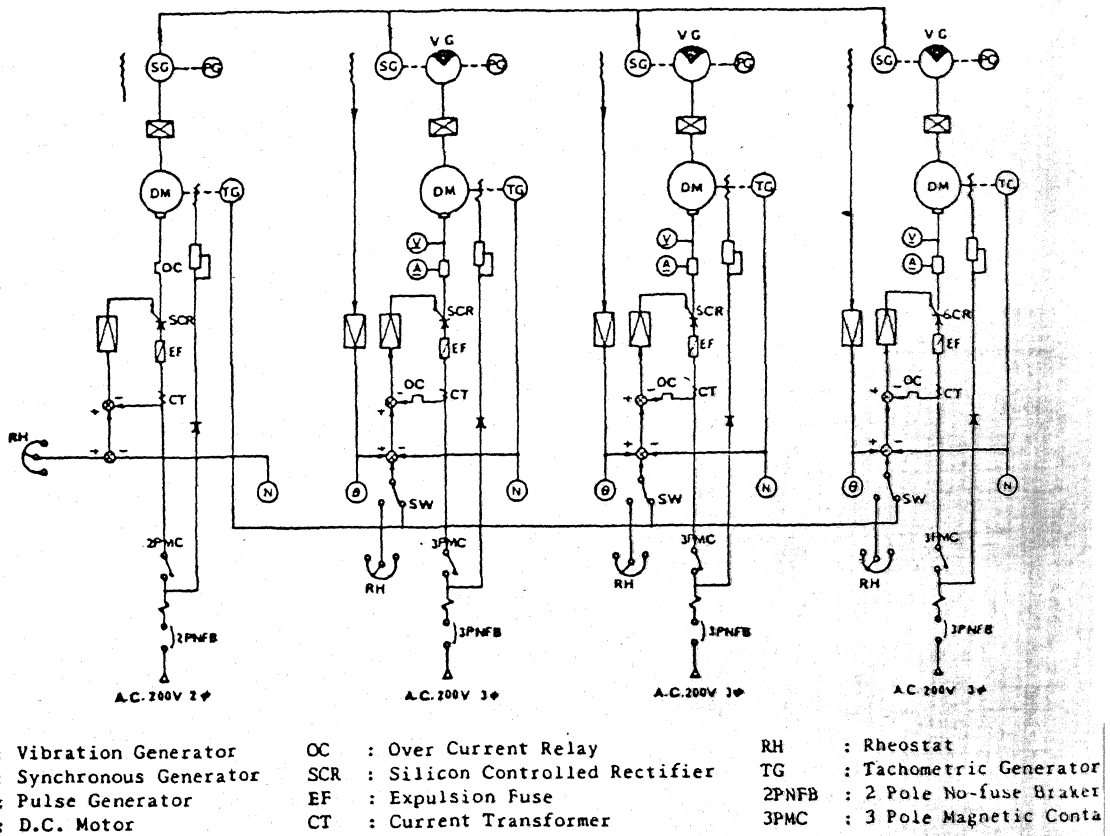 VG VG VG
SG PG SG PG SG PG SG PG
DM TG DM TG DM TG DM TG
V V V
OC A A A
SCR SCR SCR SCR
EF EF EF EF
CT OC CT OC CT OC CT
+ - + - + - + -
RH + + - + - + -
N θ N θ N θ N
SW SW SW
2PMC 3PMC 3PMC 3PMC
RH RH RH
2PNFB 3PNFB 3PNFB 3PNFB
A.C. 200V 2φ A.C. 200V 3φ A.C. 200V 3φ A.C. 200V 3φ
: Vibration Generator OC : Over Current Relay RH : Rheostat
: Synchronous Generator SCR : Silicon Controlled Rectifier TG : Tachometric Generator
: Pulse Generator EF : Expulsion Fuse 2PNFB : 2 Pole No-fuse Braker
: D.C. Motor CT : Current Transformer 3PMC : 3 Pole Magnetic Conta